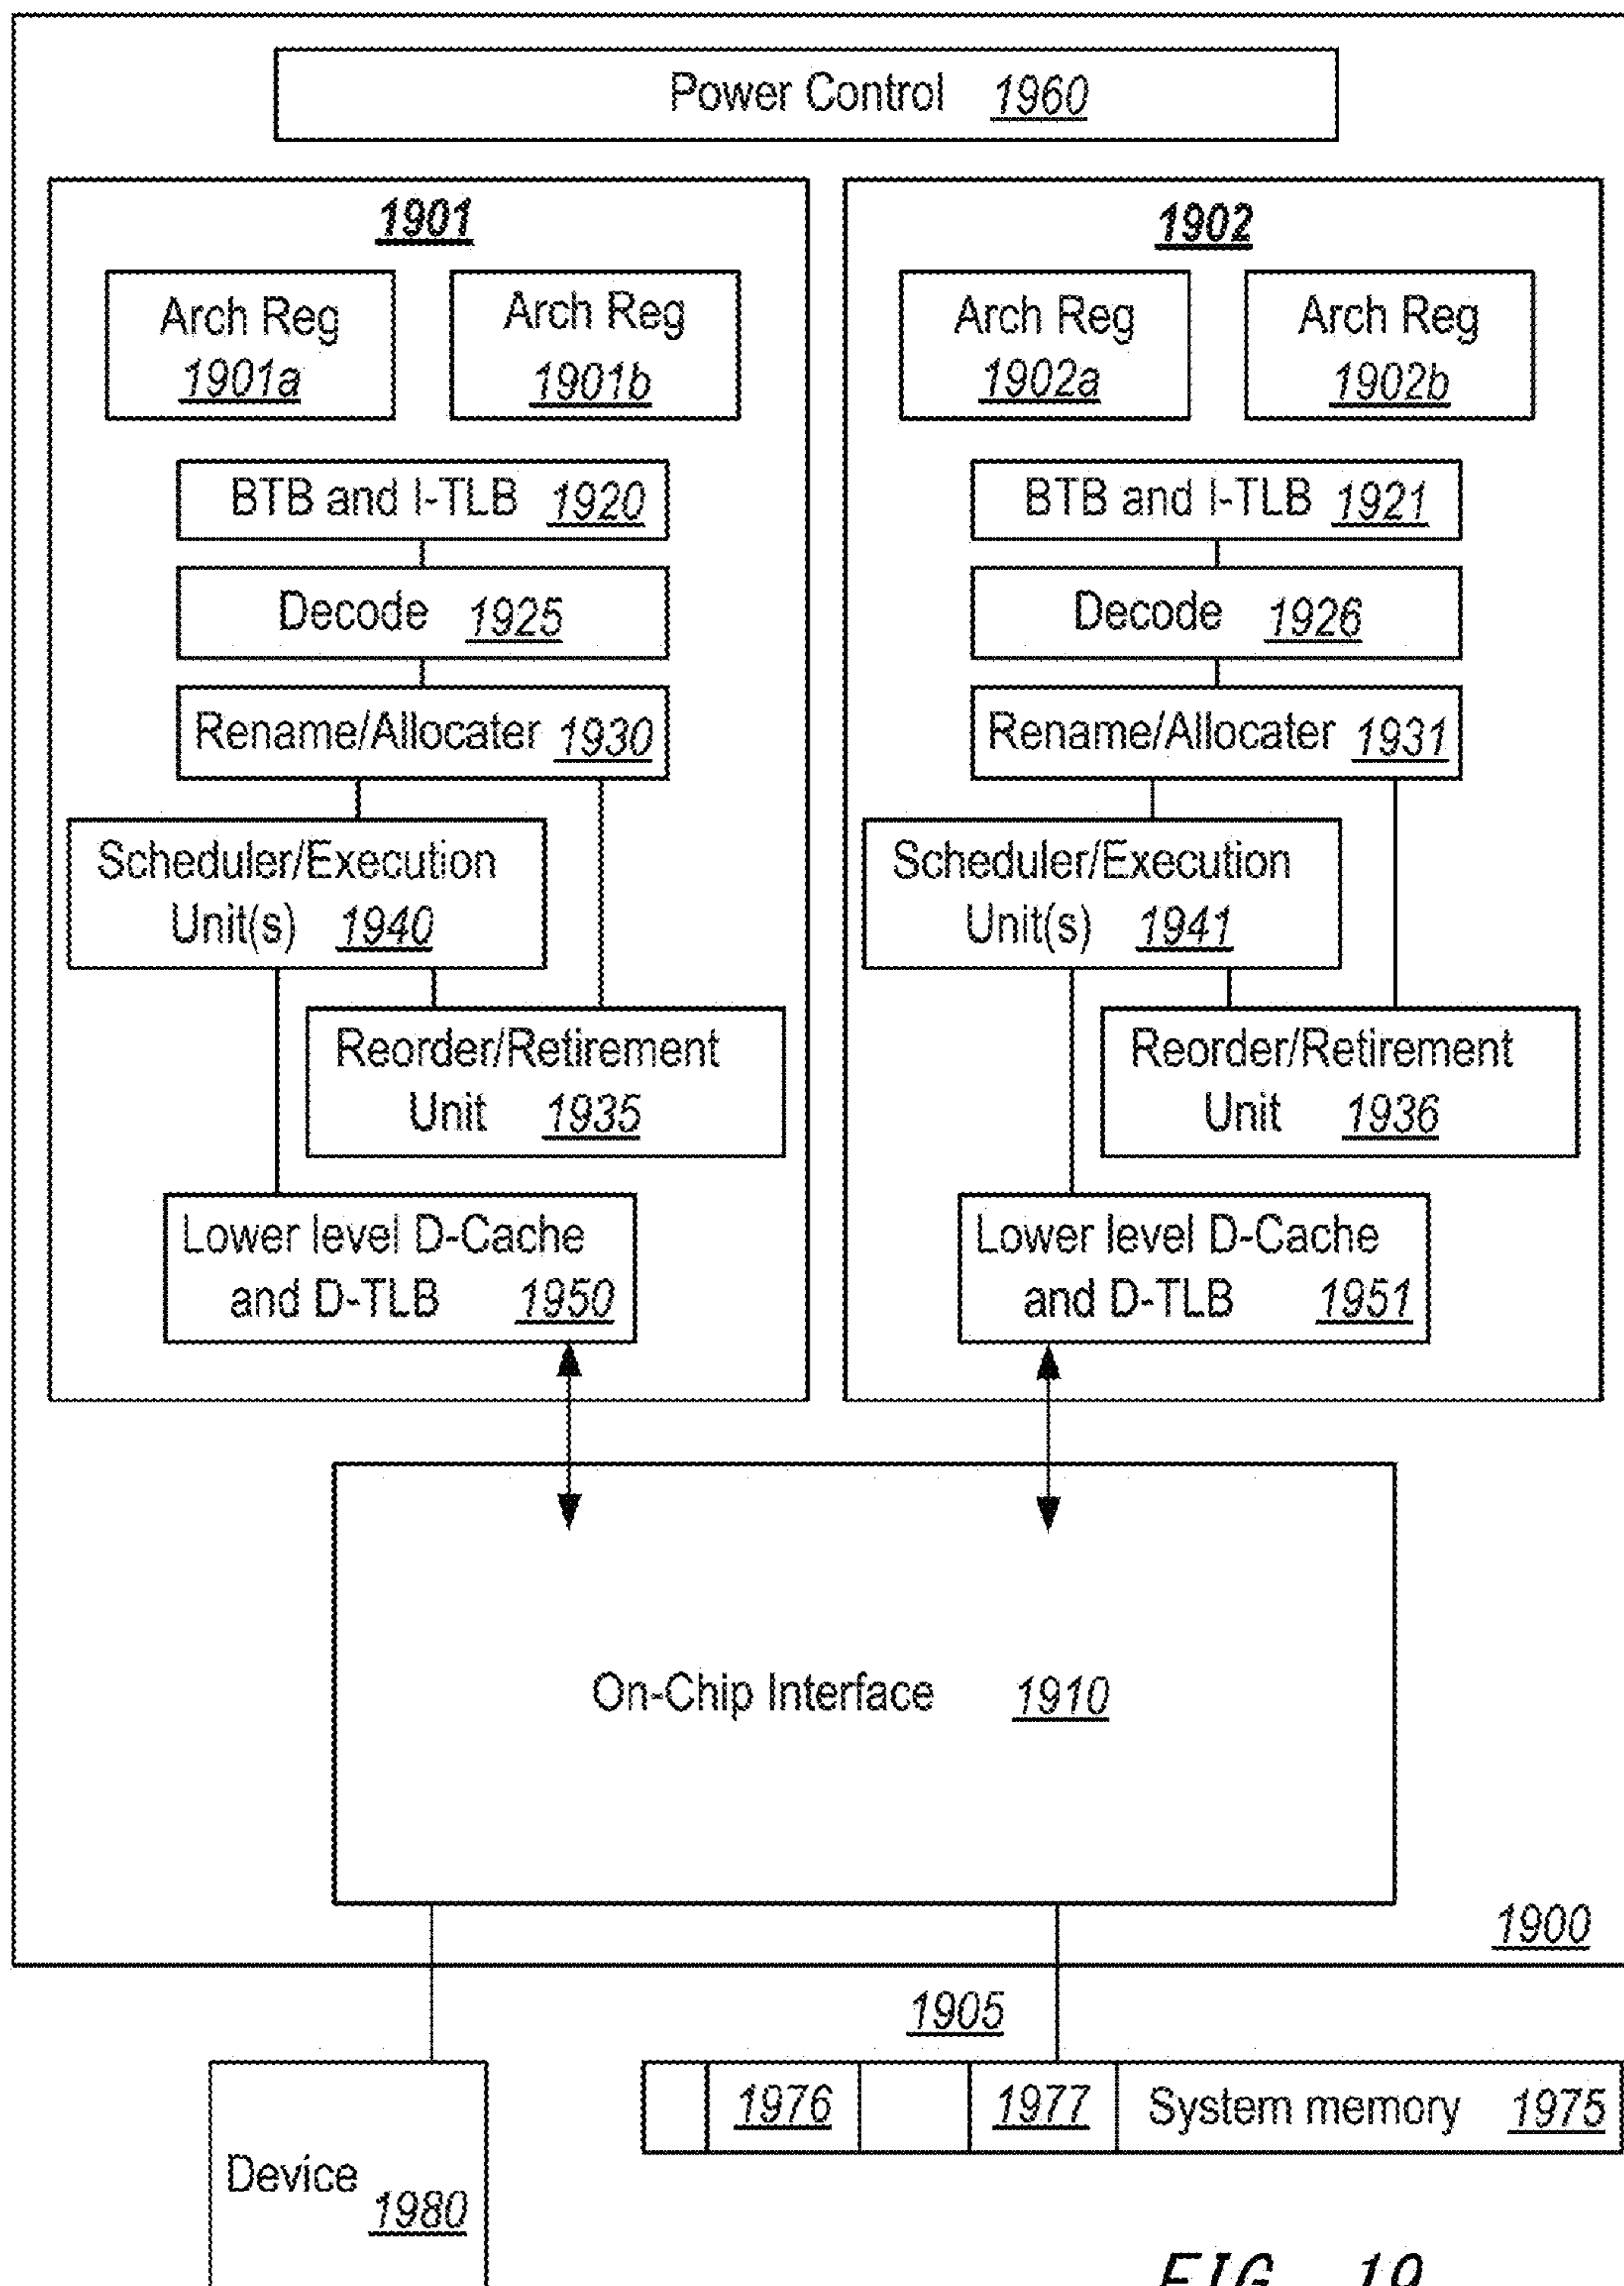 Power Control 1960
1901
Arch Reg
1901a
Arch Reg
1901b
BTB and I-TLB 1920
Decode 1925
Rename/Allocater 1930
Scheduler/Execution
Unit(s) 1940
Reorder/Retirement
Unit 1935
Lower level D-Cache
and D-TLB 1950
1902
Arch Reg
1902a
Arch Reg
1902b
BTB and I-TLB 1921
Decode 1926
Rename/Allocater 1931
Scheduler/Execution
Unit(s) 1941
Reorder/Retirement
Unit 1936
Lower level D-Cache
and D-TLB 1951
On-Chip Interface 1910
1900
1905
1976 1977 System memory 1975
Device 1980
FIG. 19